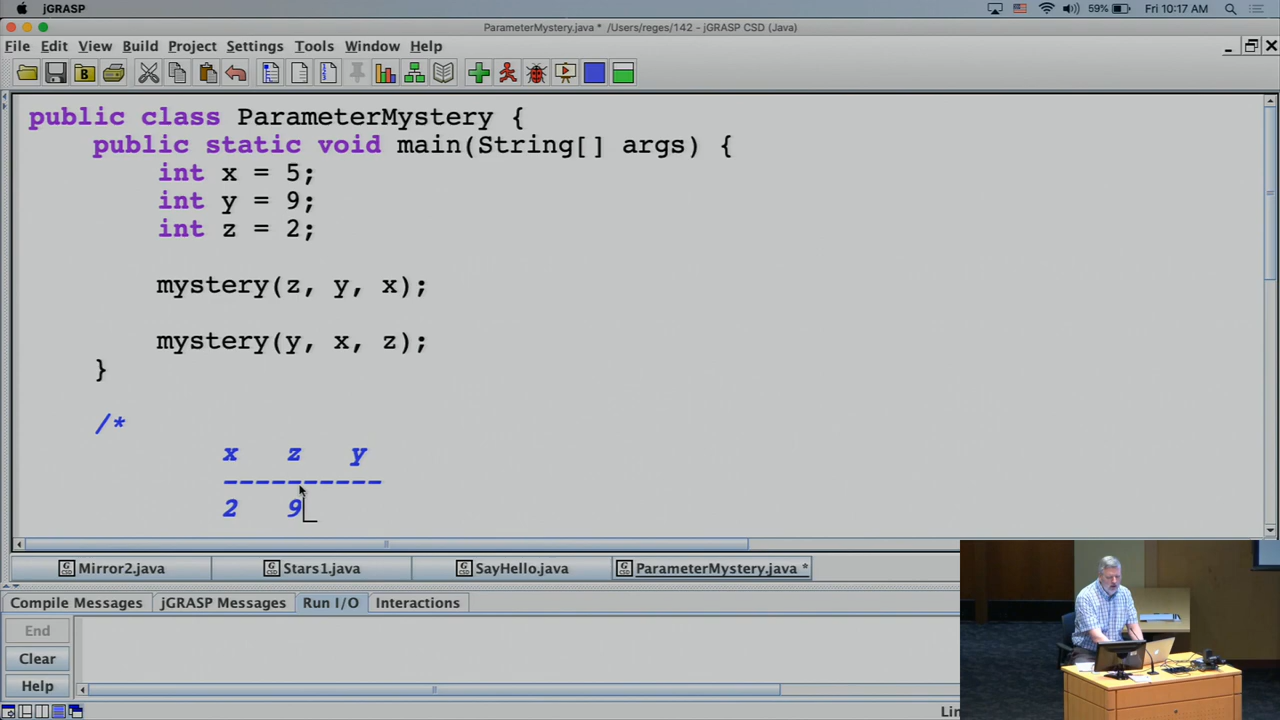 jGRASP
59%
Fri 10:17 AM
ParameterMystery.java * /Users/reges/142 - jGRASP CSD (Java)
File Edit View Build Project Settings Tools Window Help
B
public class ParameterMystery {
public static void main(String[] args) {
int x = 5;
int y = 9;
int z = 2;
mystery(z, y, x);
mystery(y, x, z);
}
/*
x z y
----------
2 9
Mirror2.java Stars1.java SayHello.java ParameterMystery.java *
Compile Messages jGRASP Messages Run I/O Interactions
End
Clear
Help